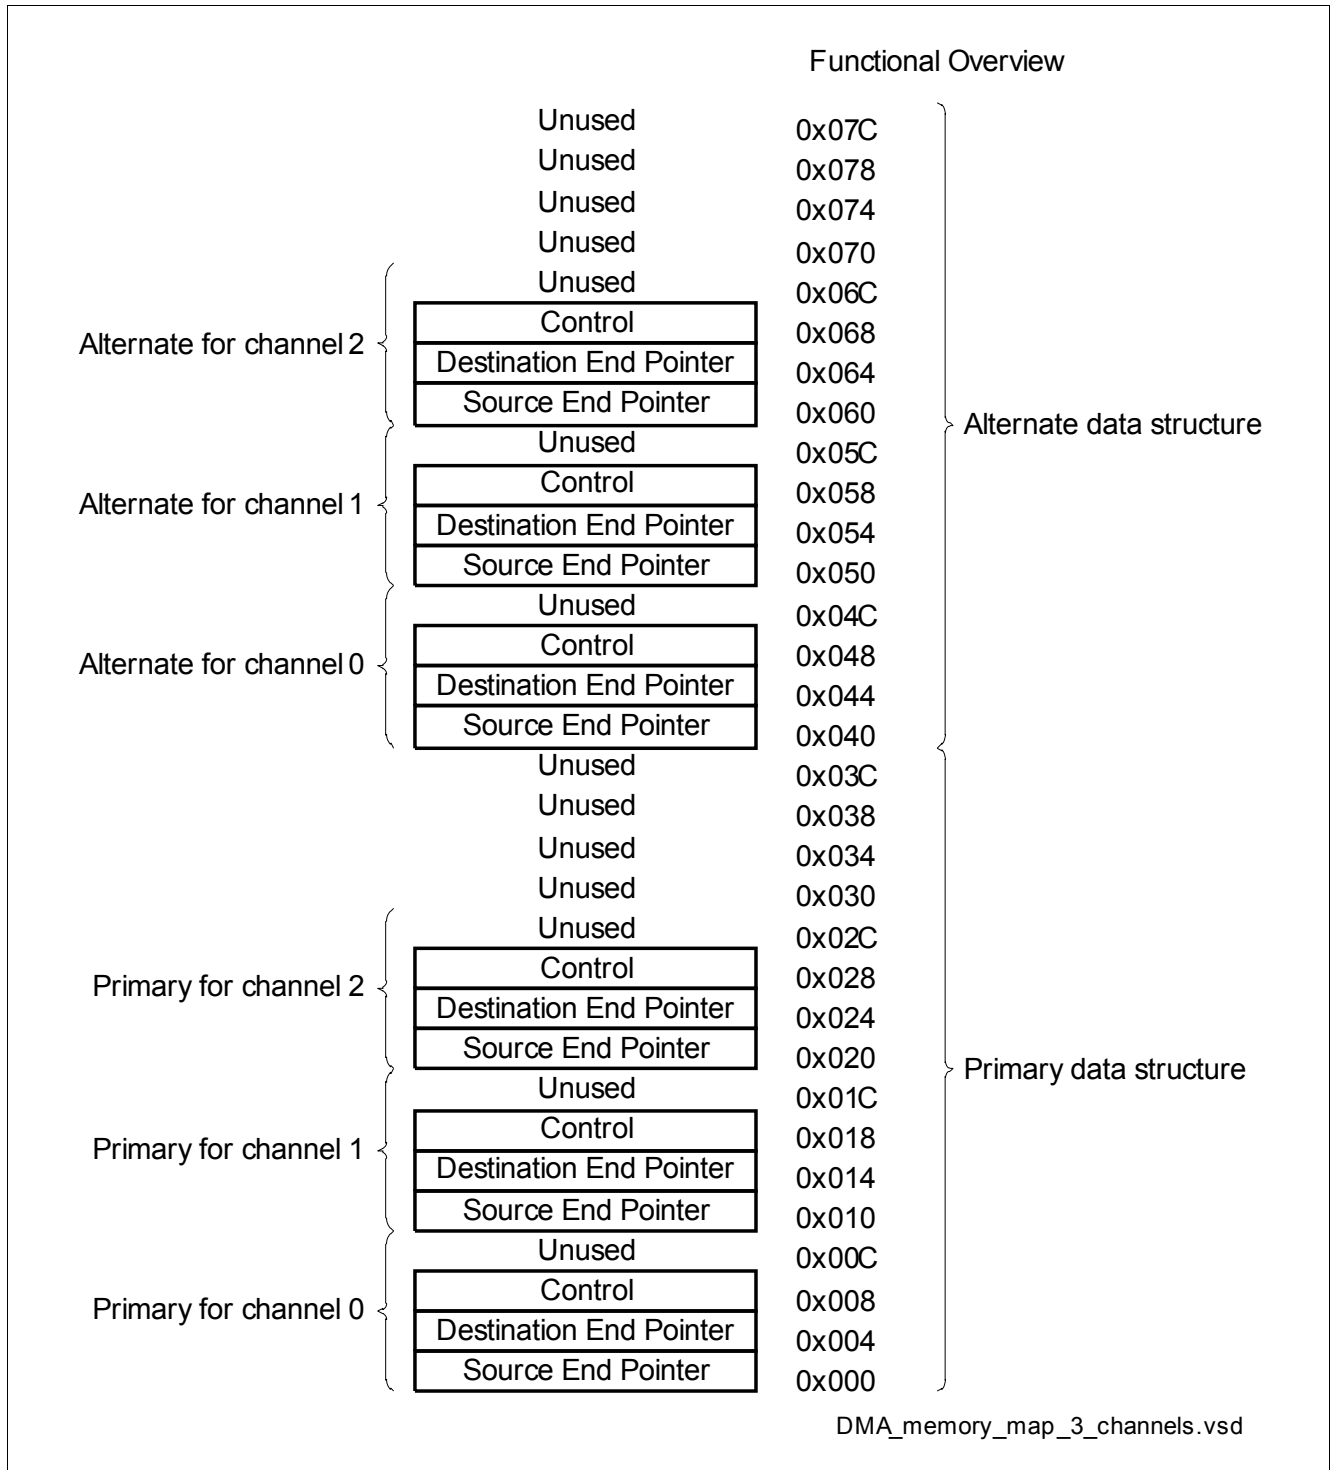 Functional Overview
Unused 0x07C
Unused 0x078
Unused 0x074
Unused 0x070
Unused 0x06C
Control 0x068
Alternate for channel 2
Destination End Pointer 0x064
Source End Pointer 0x060
Alternate data structure
Unused 0x05C
Control 0x058
Alternate for channel 1
Destination End Pointer 0x054
Source End Pointer 0x050
Unused 0x04C
Control 0x048
Alternate for channel 0
Destination End Pointer 0x044
Source End Pointer 0x040
Unused 0x03C
Unused 0x038
Unused 0x034
Unused 0x030
Unused 0x02C
Control 0x028
Primary for channel 2
Destination End Pointer 0x024
Source End Pointer 0x020
Primary data structure
Unused 0x01C
Control 0x018
Primary for channel 1
Destination End Pointer 0x014
Source End Pointer 0x010
Unused 0x00C
Control 0x008
Primary for channel 0
Destination End Pointer 0x004
Source End Pointer 0x000
DMA_memory_map_3_channels.vsd